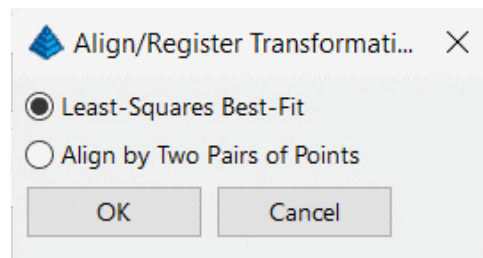 Align/Register Transformati...
Least-Squares Best-Fit
Align by Two Pairs of Points
OK Cancel